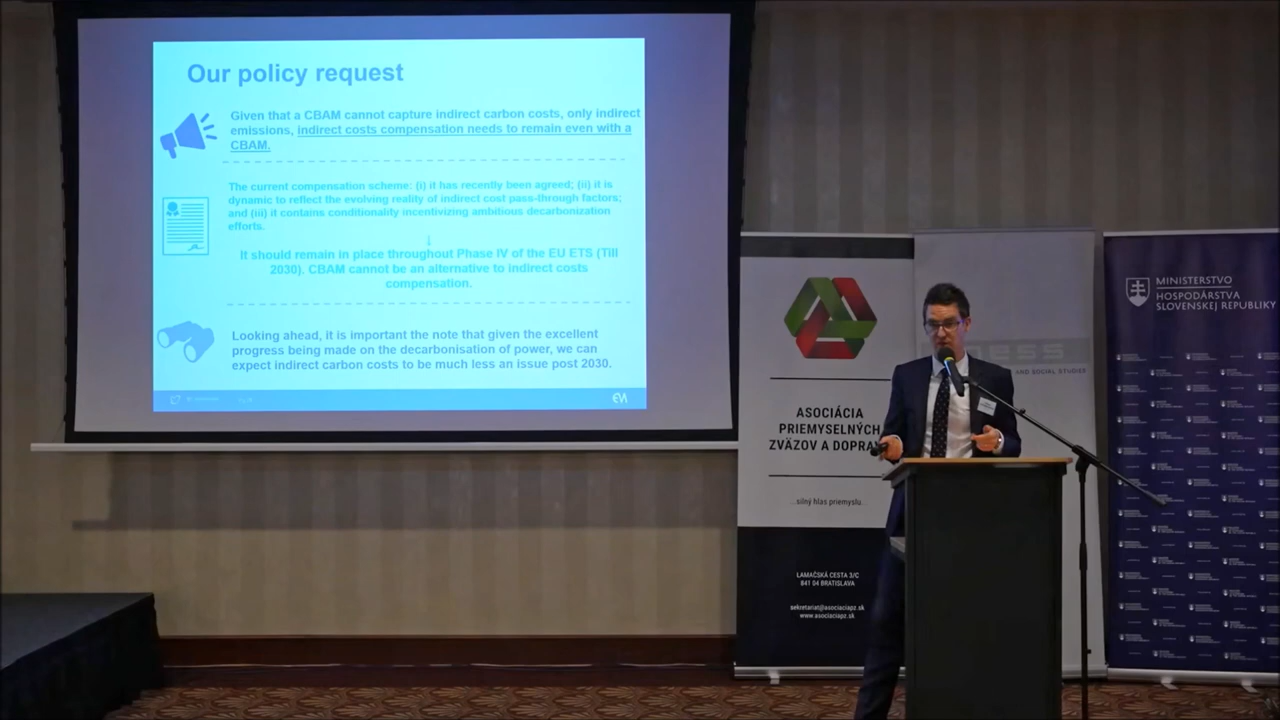 Our policy request
Given that a CBAM cannot capture indirect carbon costs, only indirect
emissions, indirect costs compensation needs to remain even with a
CBAM.
The current compensation scheme: (i) it has recently been agreed; (ii) it is
dynamic to reflect the evolving reality of indirect cost pass-through factors;
and (iii) it contains conditionality incentivizing ambitious decarbonization
efforts.
It should remain in place throughout Phase IV of the EU ETS (Till
2030). CBAM cannot be an alternative to indirect costs
compensation.
Looking ahead, it is important the note that given the excellent
progress being made on the decarbonisation of power, we can
expect indirect carbon costs to be much less an issue post 2030.
ASOCIÁCIA
PRIEMYSELNÝCH
ZVÄZOV A DOPRA
...silný hlas priemyslu...
LAMAČSKÁ CESTA 3/C
841 04 BRATISLAVA
sekretariat@asociaciapz.sk
www.asociaciapz.sk
AND SOCIAL STUDIES
MINISTERSTVO
HOSPODÁRSTVA
SLOVENSKEJ REPUBLIKY